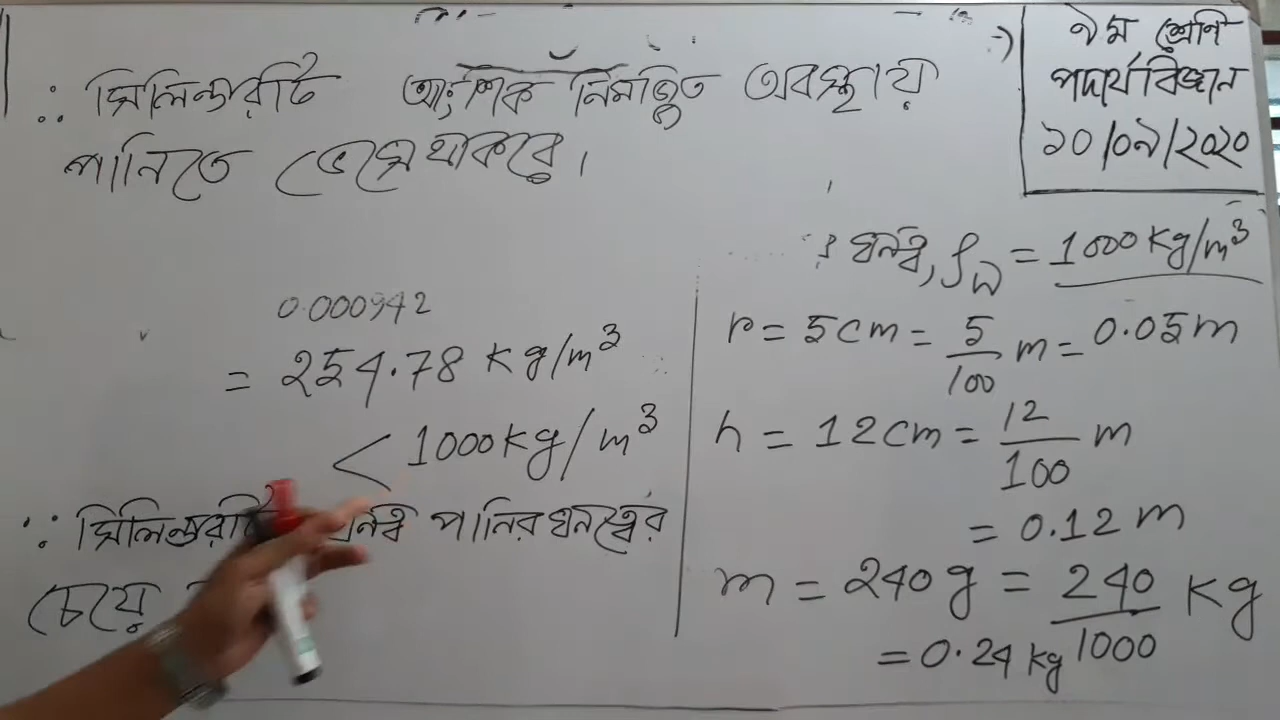 ৯ম শ্রেণি
পদার্থবিজ্ঞান
১০/০৯/২০২০
∴ সিলিন্ডারটি আংশিক নিমজ্জিত অবস্থায়
পানিতে ভেসে থাকবে।
0.000942
= 254.78 kg/m³
< 1000 kg/m³
∵ সিলিন্ডারটি ঘনত্ব পানির ঘনত্বের
চেয়ে
ঘনত্ব, ρw = 1000 kg/m³
r = 5 cm = 5/100 m = 0.05 m
h = 12 cm = 12/100 m
= 0.12 m
m = 240 g = 240/1000 kg
= 0.24 kg